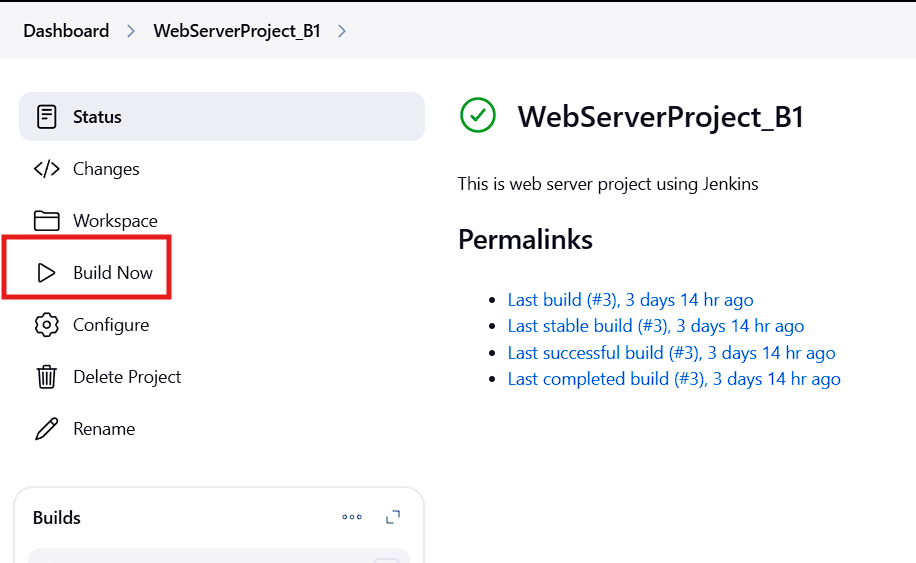 Dashboard > WebServerProject_B1 >
Status
Changes
Workspace
Build Now
Configure
Delete Project
Rename
Builds
WebServerProject_B1
This is web server project using Jenkins
Permalinks
• Last build (#3), 3 days 14 hr ago
• Last stable build (#3), 3 days 14 hr ago
• Last successful build (#3), 3 days 14 hr ago
• Last completed build (#3), 3 days 14 hr ago